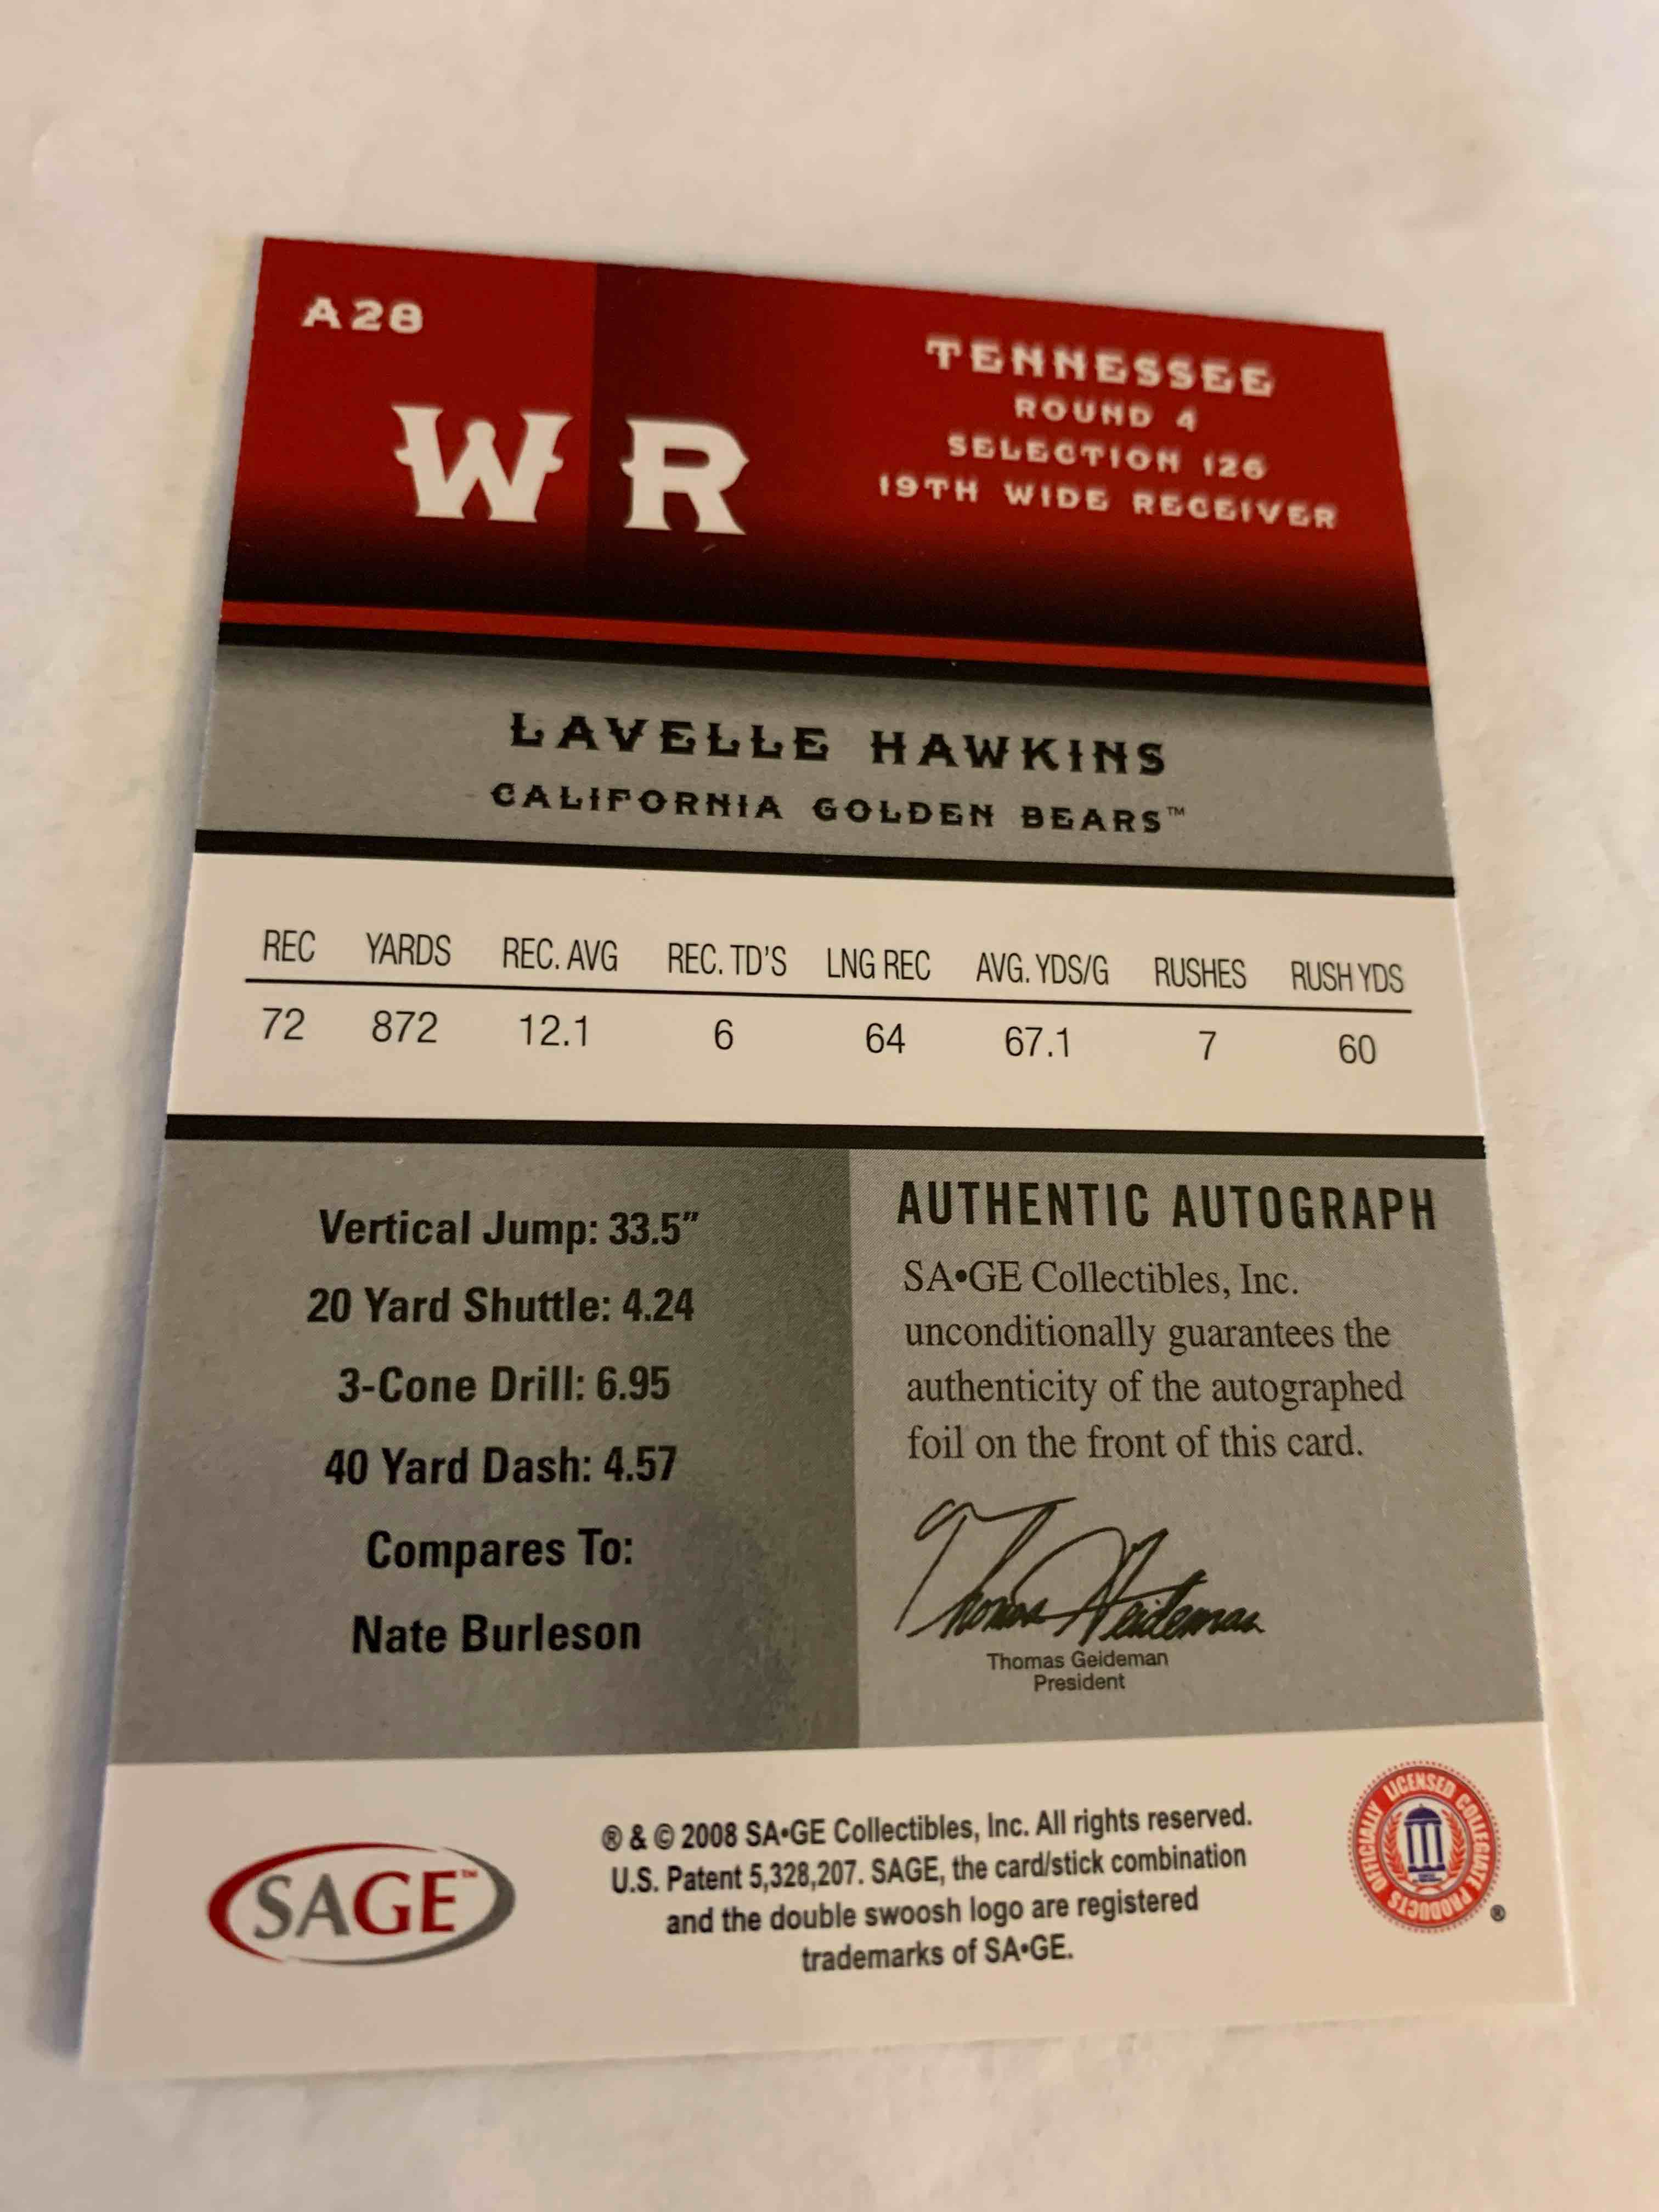 A28
WR
TENNESSEE
ROUND 4
SELECTION 126
19TH WIDE RECEIVER
LAVELLE HAWKINS
CALIFORNIA GOLDEN BEARS™
REC YARDS REC. AVG REC. TD'S LNG REC AVG. YDS/G RUSHES RUSH YDS
72 872 12.1 6 64 67.1 7 60
Vertical Jump: 33.5"
20 Yard Shuttle: 4.24
3-Cone Drill: 6.95
40 Yard Dash: 4.57
Compares To:
Nate Burleson
AUTHENTIC AUTOGRAPH
SA•GE Collectibles, Inc.
unconditionally guarantees the
authenticity of the autographed
foil on the front of this card.
Thomas Geideman
Thomas Geideman
President
SAGE™
® & © 2008 SA•GE Collectibles, Inc. All rights reserved.
U.S. Patent 5,328,207. SAGE, the card/stick combination
and the double swoosh logo are registered
trademarks of SA•GE.
OFFICIALLY LICENSED COLLEGIATE PRODUCTS
®